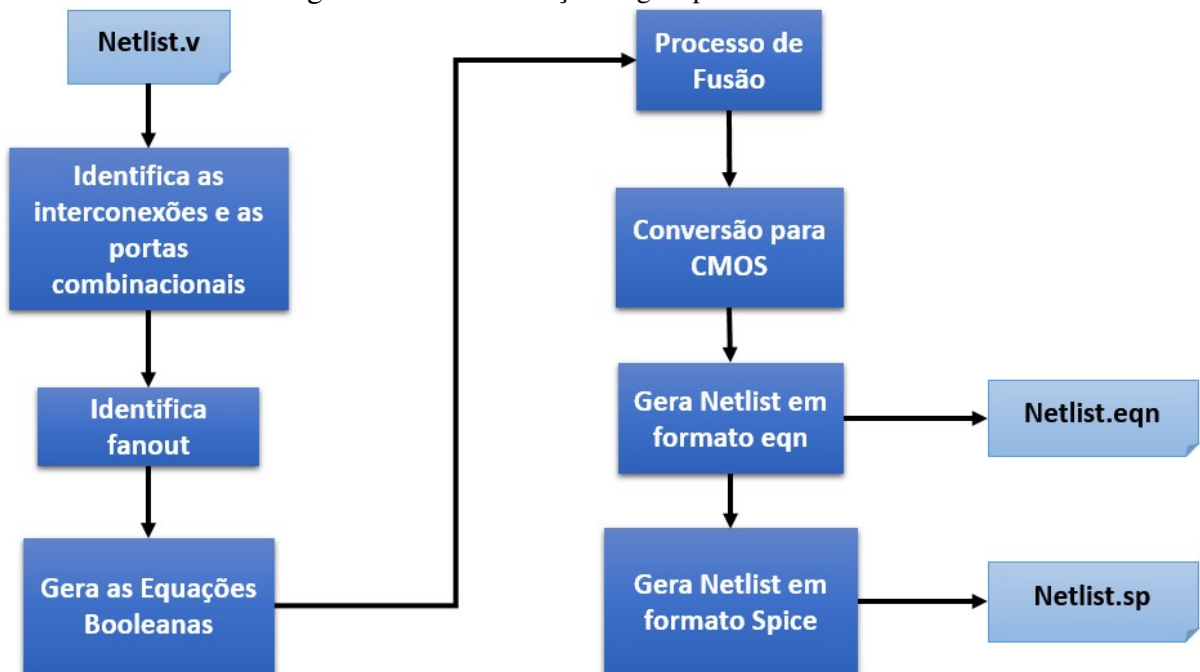 Netlist.v
Identifica as
interconexões e as
portas
combinacionais
Identifica
fanout
Gera as Equações
Booleanas
Processo de
Fusão
Conversão para
CMOS
Gera Netlist em
formato eqn
Netlist.eqn
Gera Netlist em
formato Spice
Netlist.sp